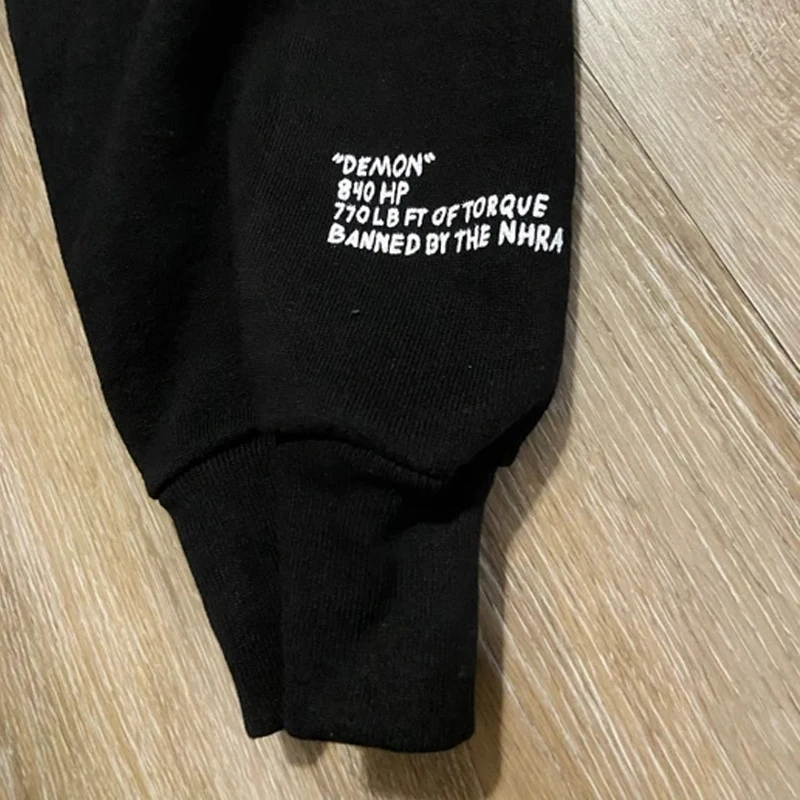 "DEMON"
840 HP
770 LB FT OF TORQUE
BANNED BY THE NHRA